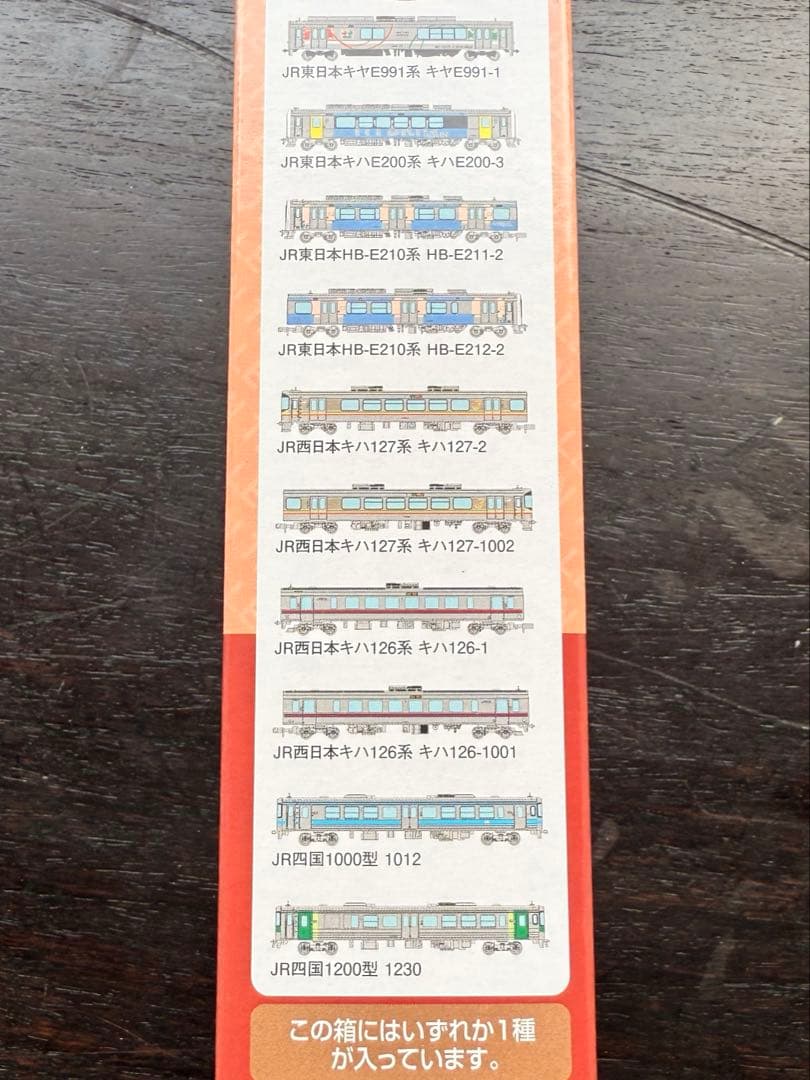 JR東日本キヤE991系 キヤE991-1
JR東日本キハE200系 キハE200-3
JR東日本HB-E210系 HB-E211-2
JR東日本HB-E210系 HB-E212-2
JR西日本キハ127系 キハ127-2
JR西日本キハ127系 キハ127-1002
JR西日本キハ126系 キハ126-1
JR西日本キハ126系 キハ126-1001
JR四国1000型 1012
JR四国1200型 1230
この箱にはいずれか1種
が入っています。